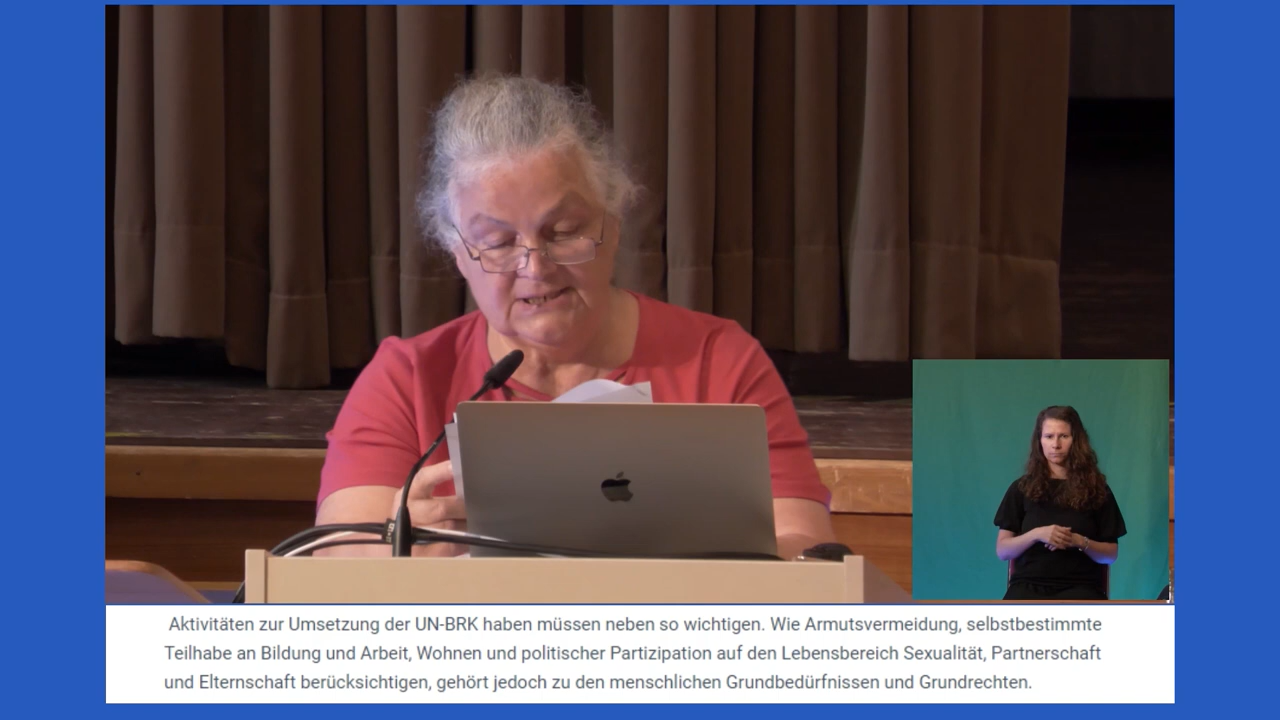 Aktivitäten zur Umsetzung der UN-BRK haben müssen neben so wichtigen. Wie Armutsvermeidung, selbstbestimmte
Teilhabe an Bildung und Arbeit, Wohnen und politischer Partizipation auf den Lebensbereich Sexualität, Partnerschaft
und Elternschaft berücksichtigen, gehört jedoch zu den menschlichen Grundbedürfnissen und Grundrechten.